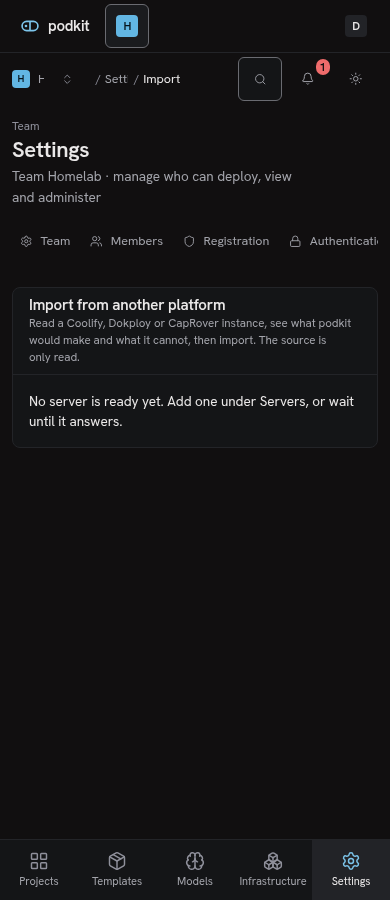 podkit
H
D
H H / Sett / Import
1
Team
Settings
Team Homelab · manage who can deploy, view
and administer
Team Members Registration Authenticati
Import from another platform
Read a Coolify, Dokploy or CapRover instance, see what podkit
would make and what it cannot, then import. The source is
only read.
No server is ready yet. Add one under Servers, or wait
until it answers.
Projects Templates Models Infrastructure Settings